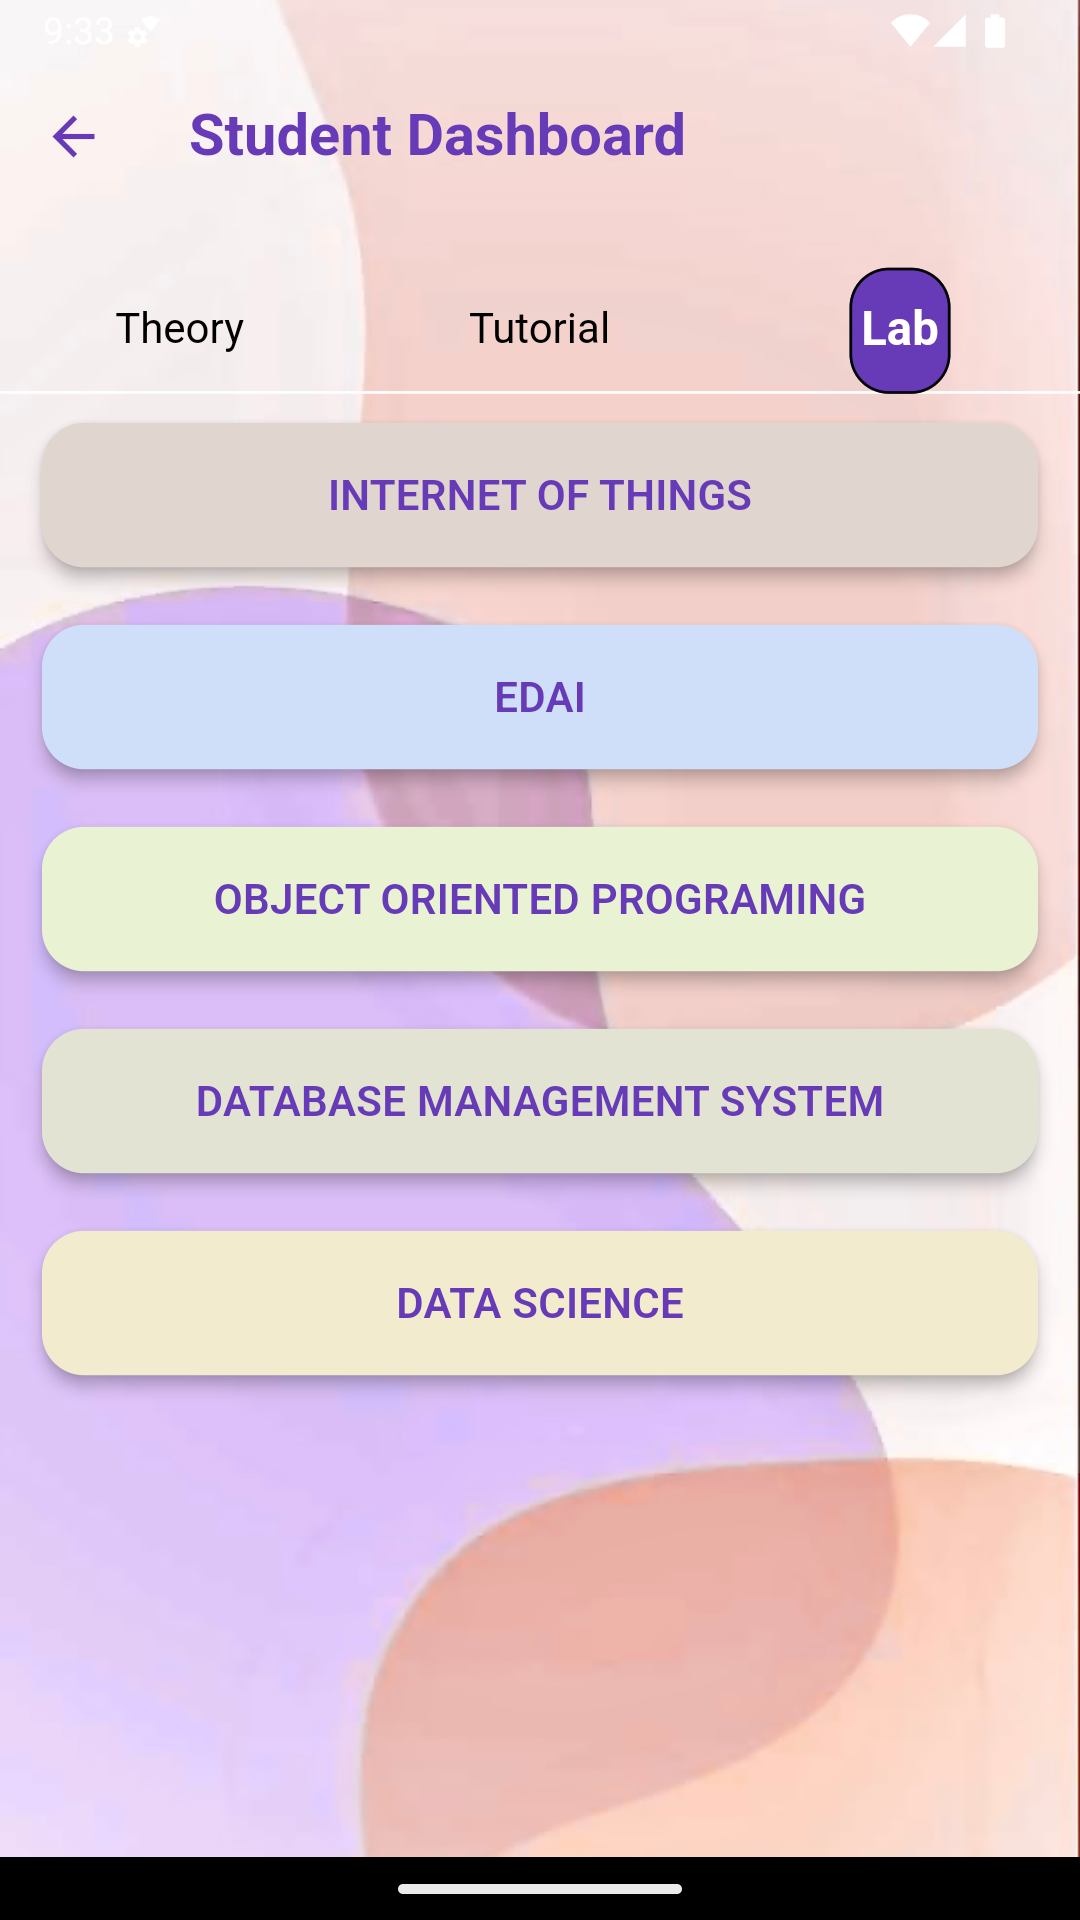 9:33
Student Dashboard
Theory Tutorial Lab
INTERNET OF THINGS
EDAI
OBJECT ORIENTED PROGRAMING
DATABASE MANAGEMENT SYSTEM
DATA SCIENCE